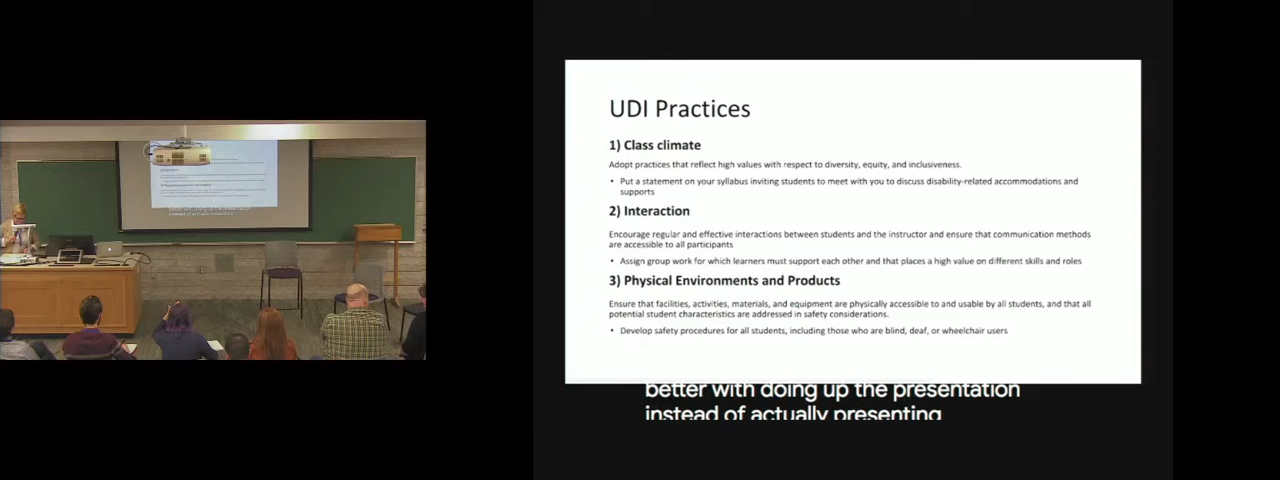 UDI Practices
1) Class climate
Adopt practices that reflect high values with respect to diversity, equity, and inclusiveness.
• Put a statement on your syllabus inviting students to meet with you to discuss disability-related accommodations and
supports
2) Interaction
Encourage regular and effective interactions between students and the instructor and ensure that communication methods
are accessible to all participants
• Assign group work for which learners must support each other and that places a high value on different skills and roles
3) Physical Environments and Products
Ensure that facilities, activities, materials, and equipment are physically accessible to and usable by all students, and that all
potential student characteristics are addressed in safety considerations.
• Develop safety procedures for all students, including those who are blind, deaf, or wheelchair users
better with doing up the presentation
instead of actually presenting